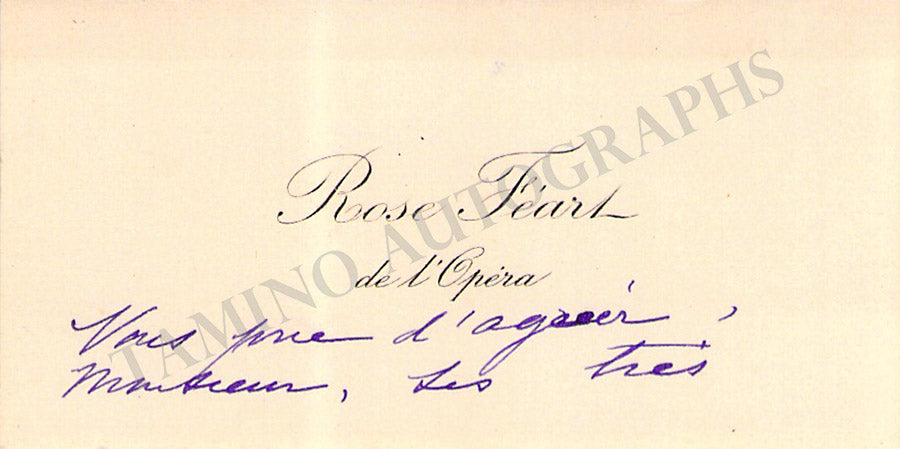 Rose Féart
de l'Opéra
Vous prie d'agréer,
Monsieur, ses très
TAMINO AUTOGRAPHS